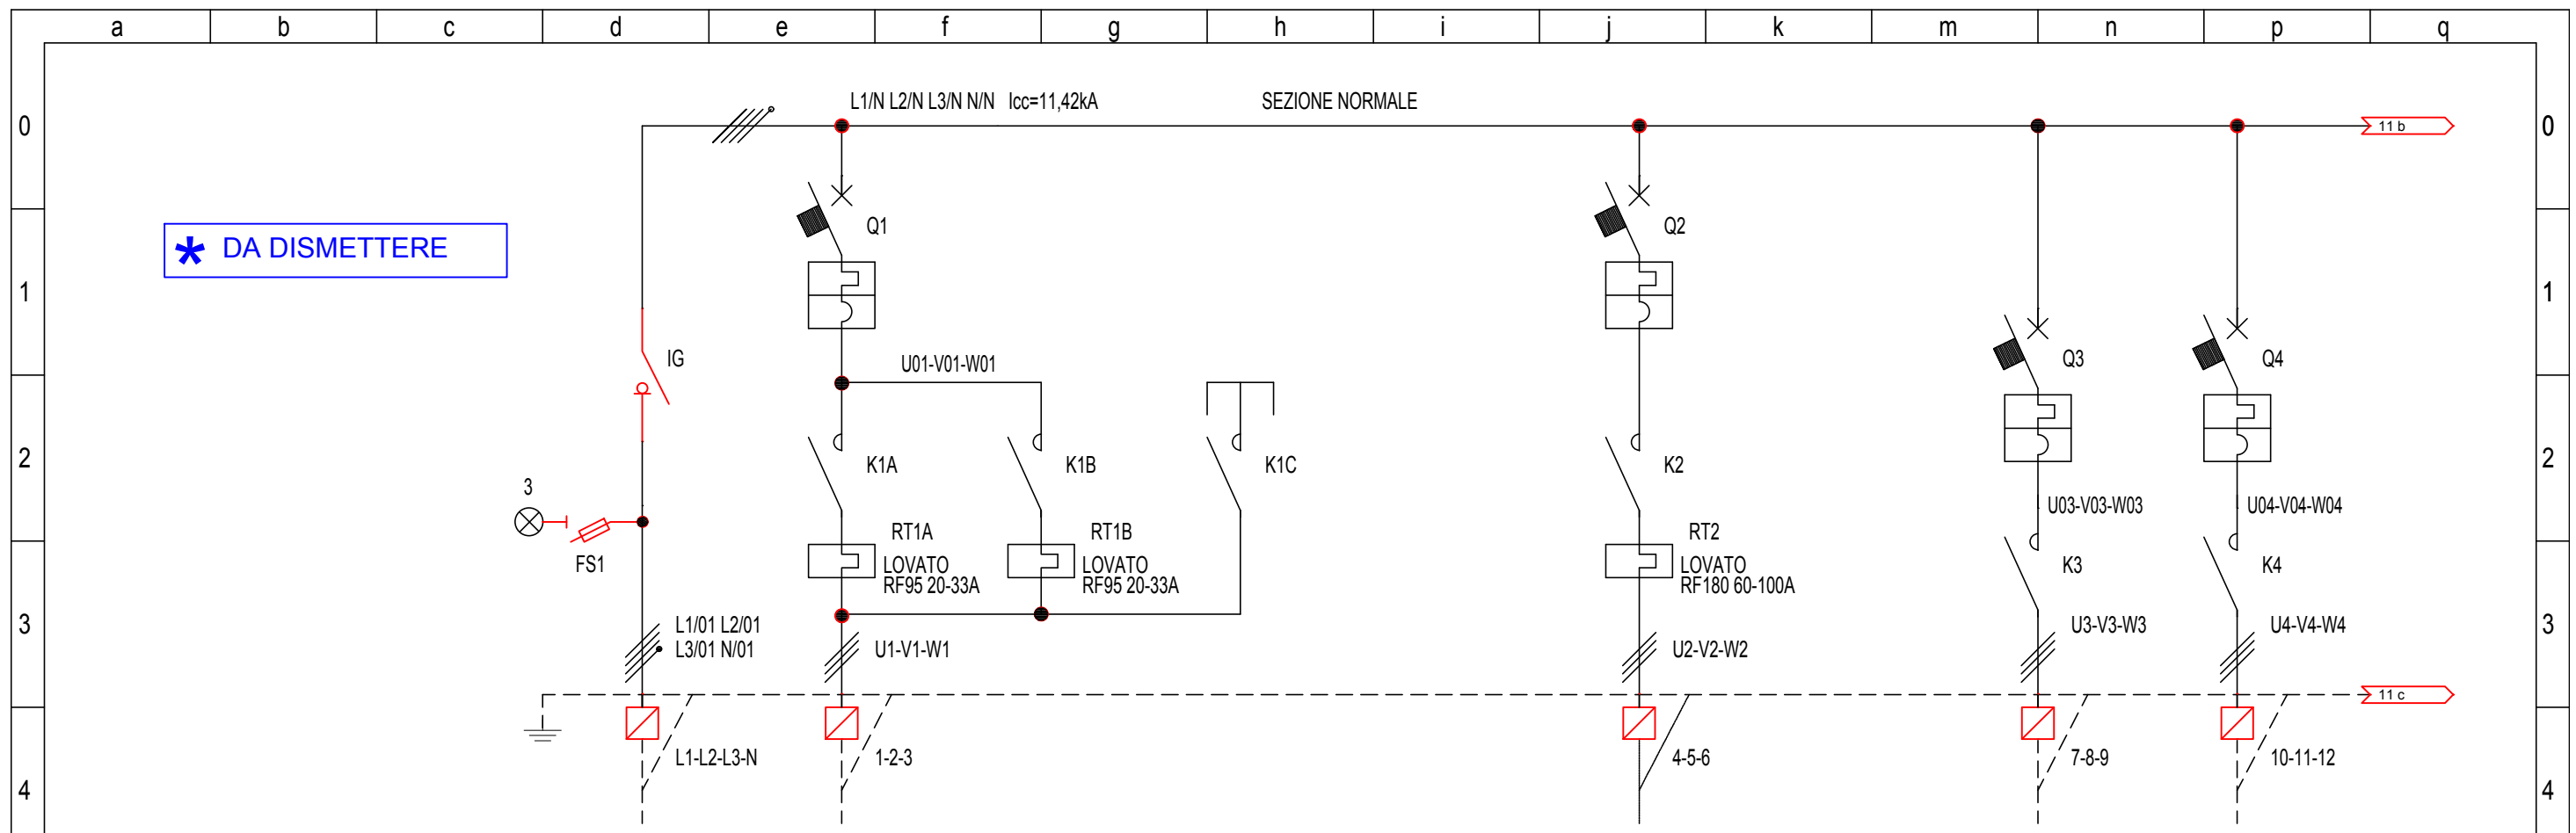 a b c d e f g h i j k m n p q
L1/N L2/N L3/N N/N Icc=11,42kA SEZIONE NORMALE
0 11 b 0
Q1 Q2
* DA DISMETTERE
1 1
IG U01-V01-W01 Q3 Q4
2 K1A K1B K1C K2 2
3
U03-V03-W03 U04-V04-W04
RT1A RT1B RT2
FS1 LOVATO LOVATO LOVATO K3 K4
RF95 20-33A RF95 20-33A RF180 60-100A
3 L1/01 L2/01 U3-V3-W3 U4-V4-W4 3
L3/01 N/01 U1-V1-W1 U2-V2-W2
11 c
L1-L2-L3-N 1-2-3 4-5-6 7-8-9 10-11-12
4 4